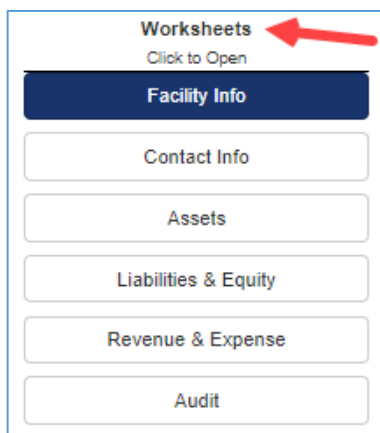 Worksheets
Click to Open
Facility Info
Contact Info
Assets
Liabilities & Equity
Revenue & Expense
Audit